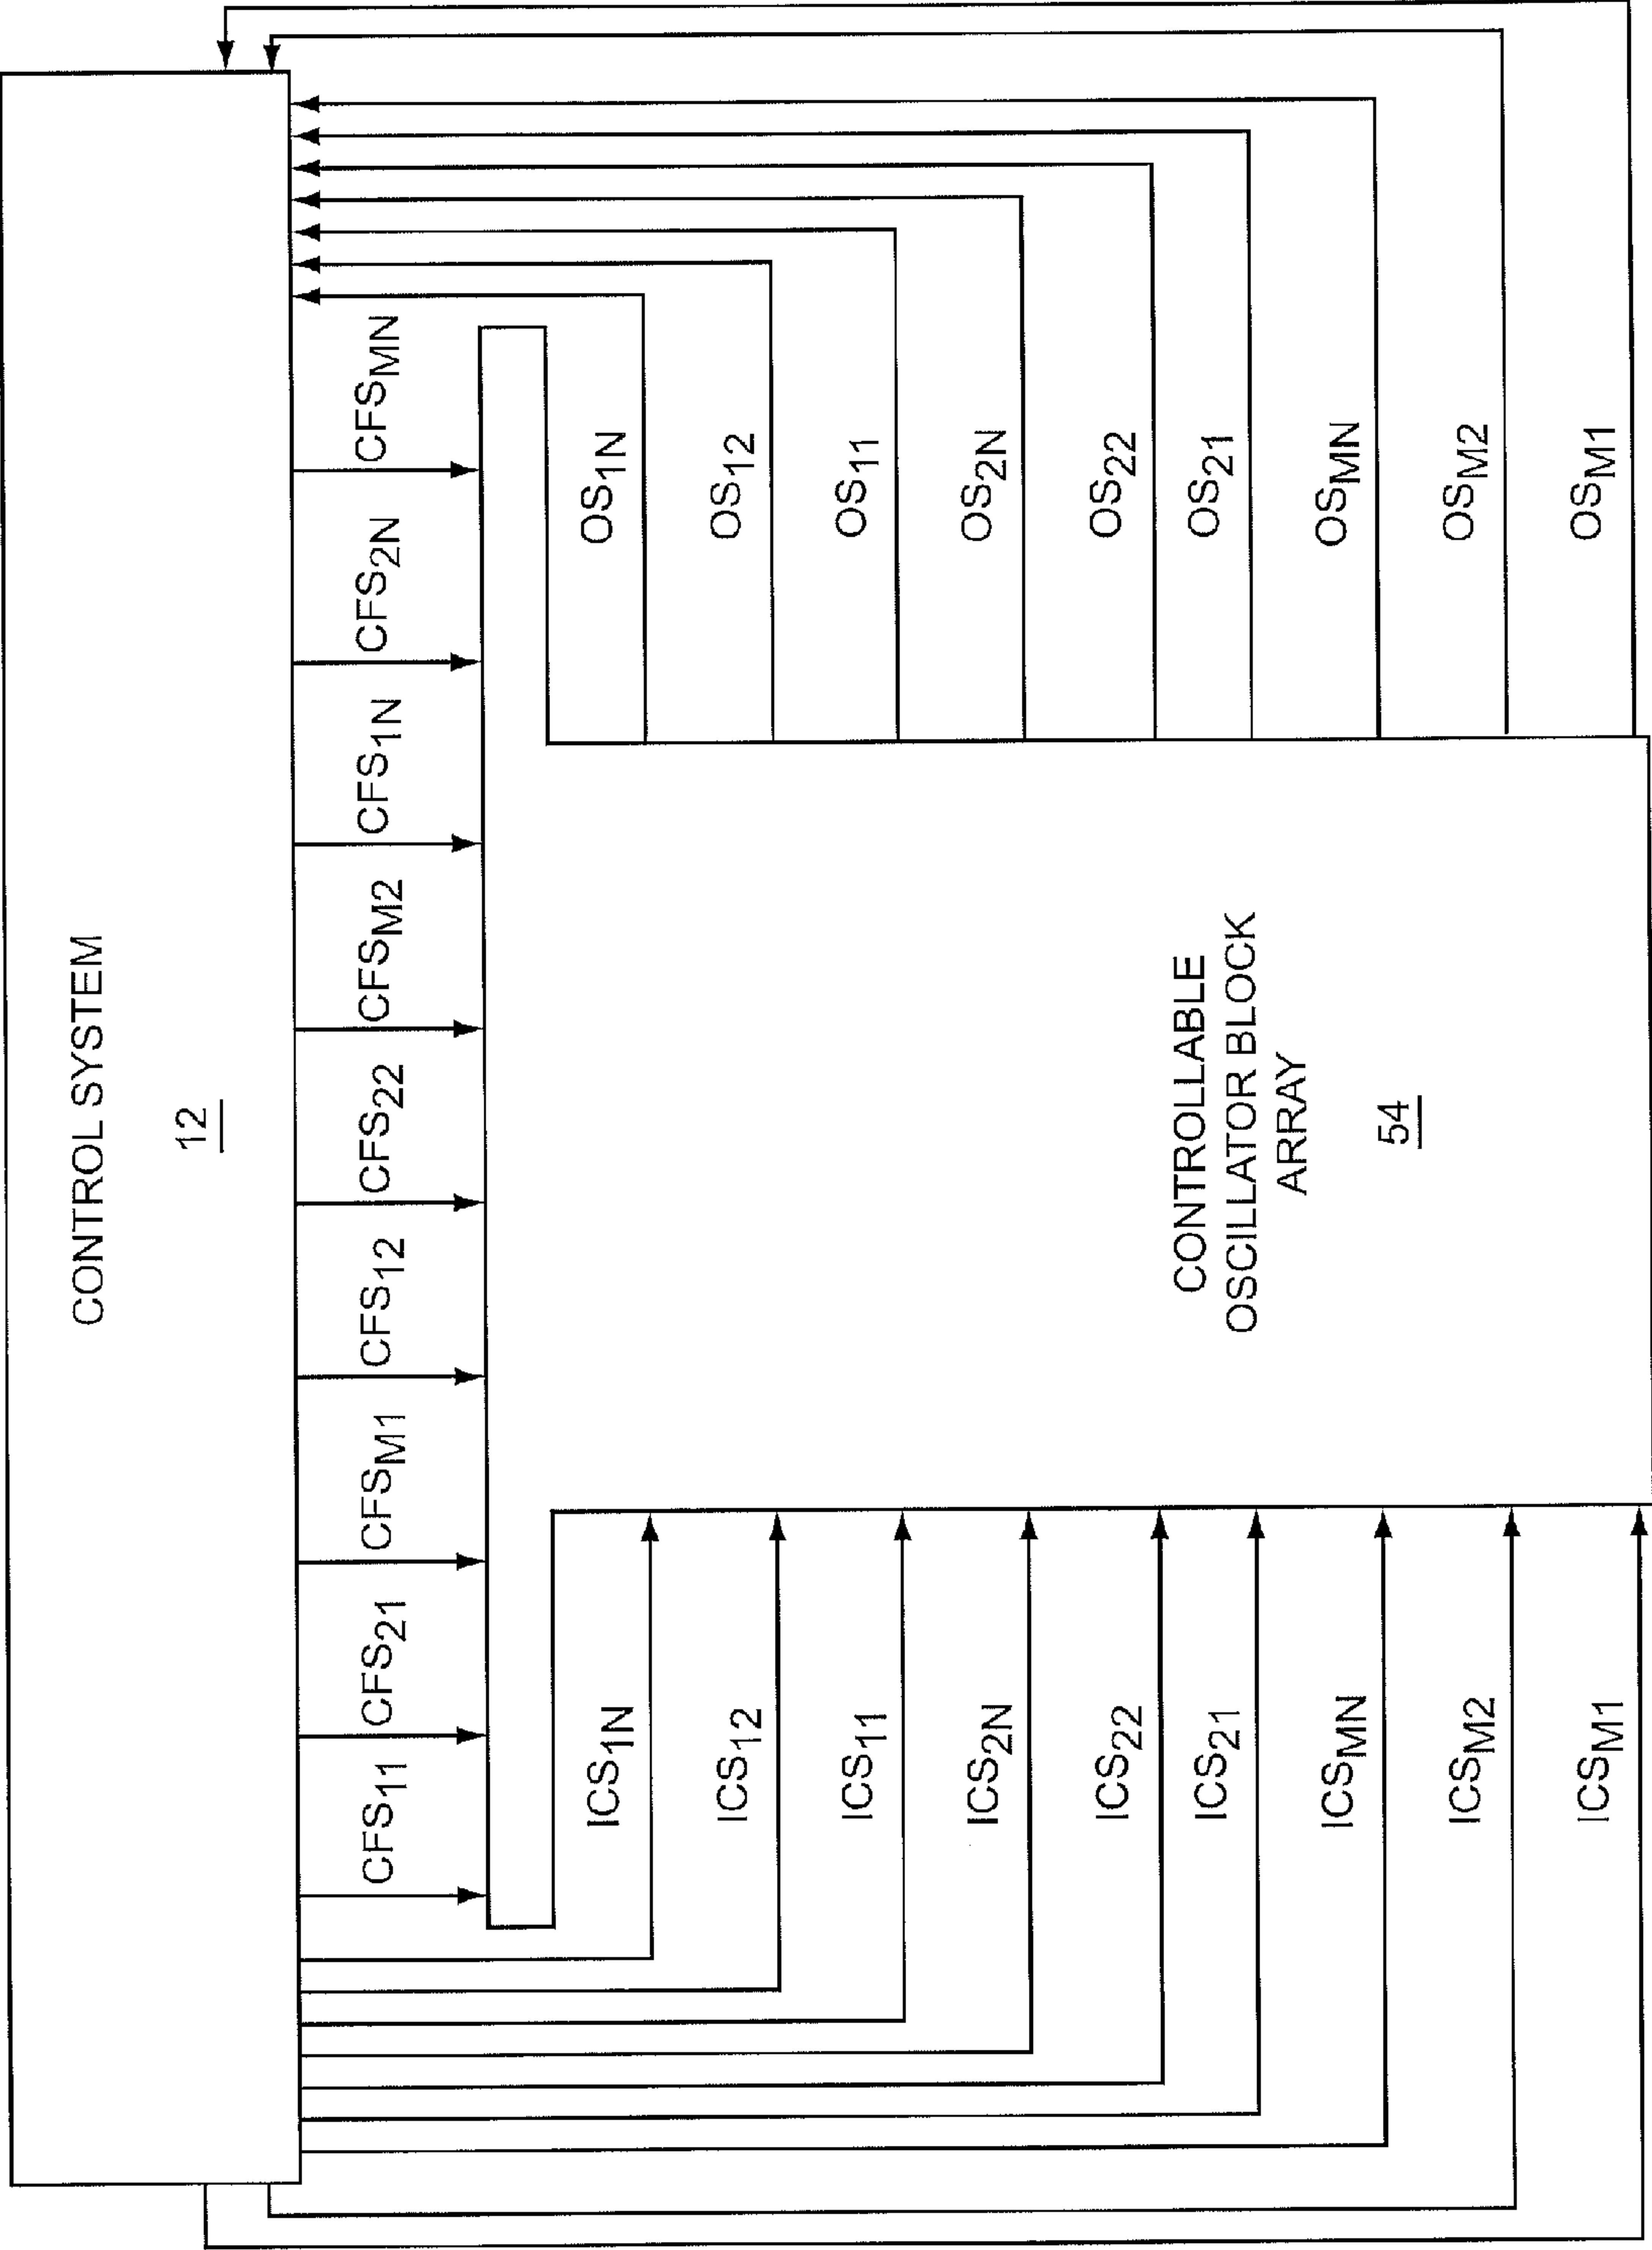 CONTROL SYSTEM
12
CFS11
CFS21
CFSM1
CFS12
CFS22
CFSM2
CFS1N
CFS2N
CFSMN
ICS1N
ICS12
ICS11
ICS2N
ICS22
ICS21
ICSMN
ICSM2
ICSM1
CONTROLLABLE
OSCILLATOR BLOCK
ARRAY
54
OS1N
OS12
OS11
OS2N
OS22
OS21
OSMN
OSM2
OSM1